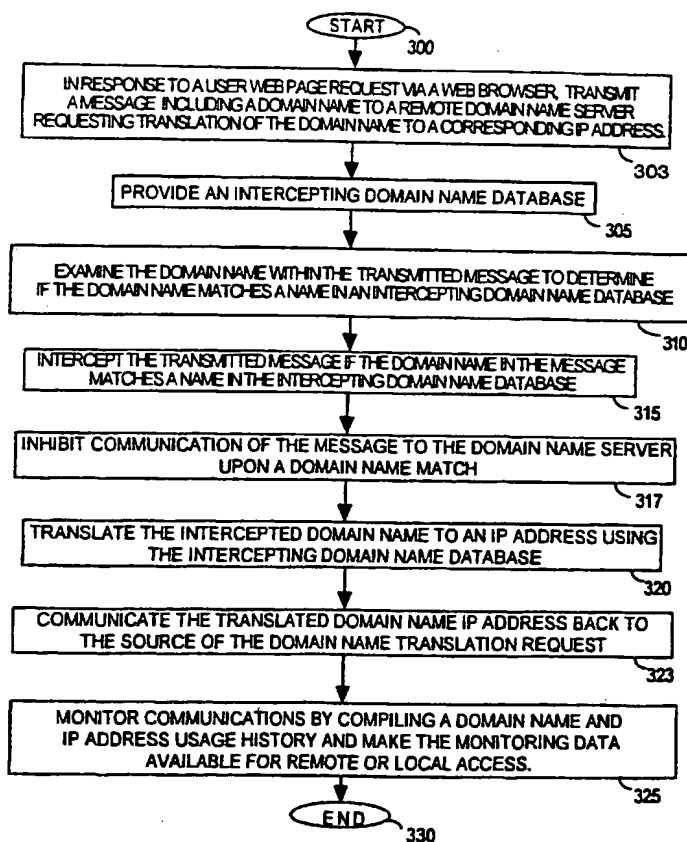 START
300
IN RESPONSE TO A USER WEB PAGE REQUEST VIA A WEB BROWSER, TRANSMIT
A MESSAGE INCLUDING A DOMAIN NAME TO A REMOTE DOMAIN NAME SERVER
REQUESTING TRANSLATION OF THE DOMAIN NAME TO A CORRESPONDING IP ADDRESS.
303
PROVIDE AN INTERCEPTING DOMAIN NAME DATABASE
305
EXAMINE THE DOMAIN NAME WITHIN THE TRANSMITTED MESSAGE TO DETERMINE
IF THE DOMAIN NAME MATCHES A NAME IN AN INTERCEPTING DOMAIN NAME DATABASE
310
INTERCEPT THE TRANSMITTED MESSAGE IF THE DOMAIN NAME IN THE MESSAGE
MATCHES A NAME IN THE INTERCEPTING DOMAIN NAME DATABASE
315
INHIBIT COMMUNICATION OF THE MESSAGE TO THE DOMAIN NAME SERVER
UPON A DOMAIN NAME MATCH
317
TRANSLATE THE INTERCEPTED DOMAIN NAME TO AN IP ADDRESS USING
THE INTERCEPTING DOMAIN NAME DATABASE
320
COMMUNICATE THE TRANSLATED DOMAIN NAME IP ADDRESS BACK TO
THE SOURCE OF THE DOMAIN NAME TRANSLATION REQUEST
323
MONITOR COMMUNICATIONS BY COMPILING A DOMAIN NAME AND
IP ADDRESS USAGE HISTORY AND MAKE THE MONITORING DATA
AVAILABLE FOR REMOTE OR LOCAL ACCESS.
325
END
330